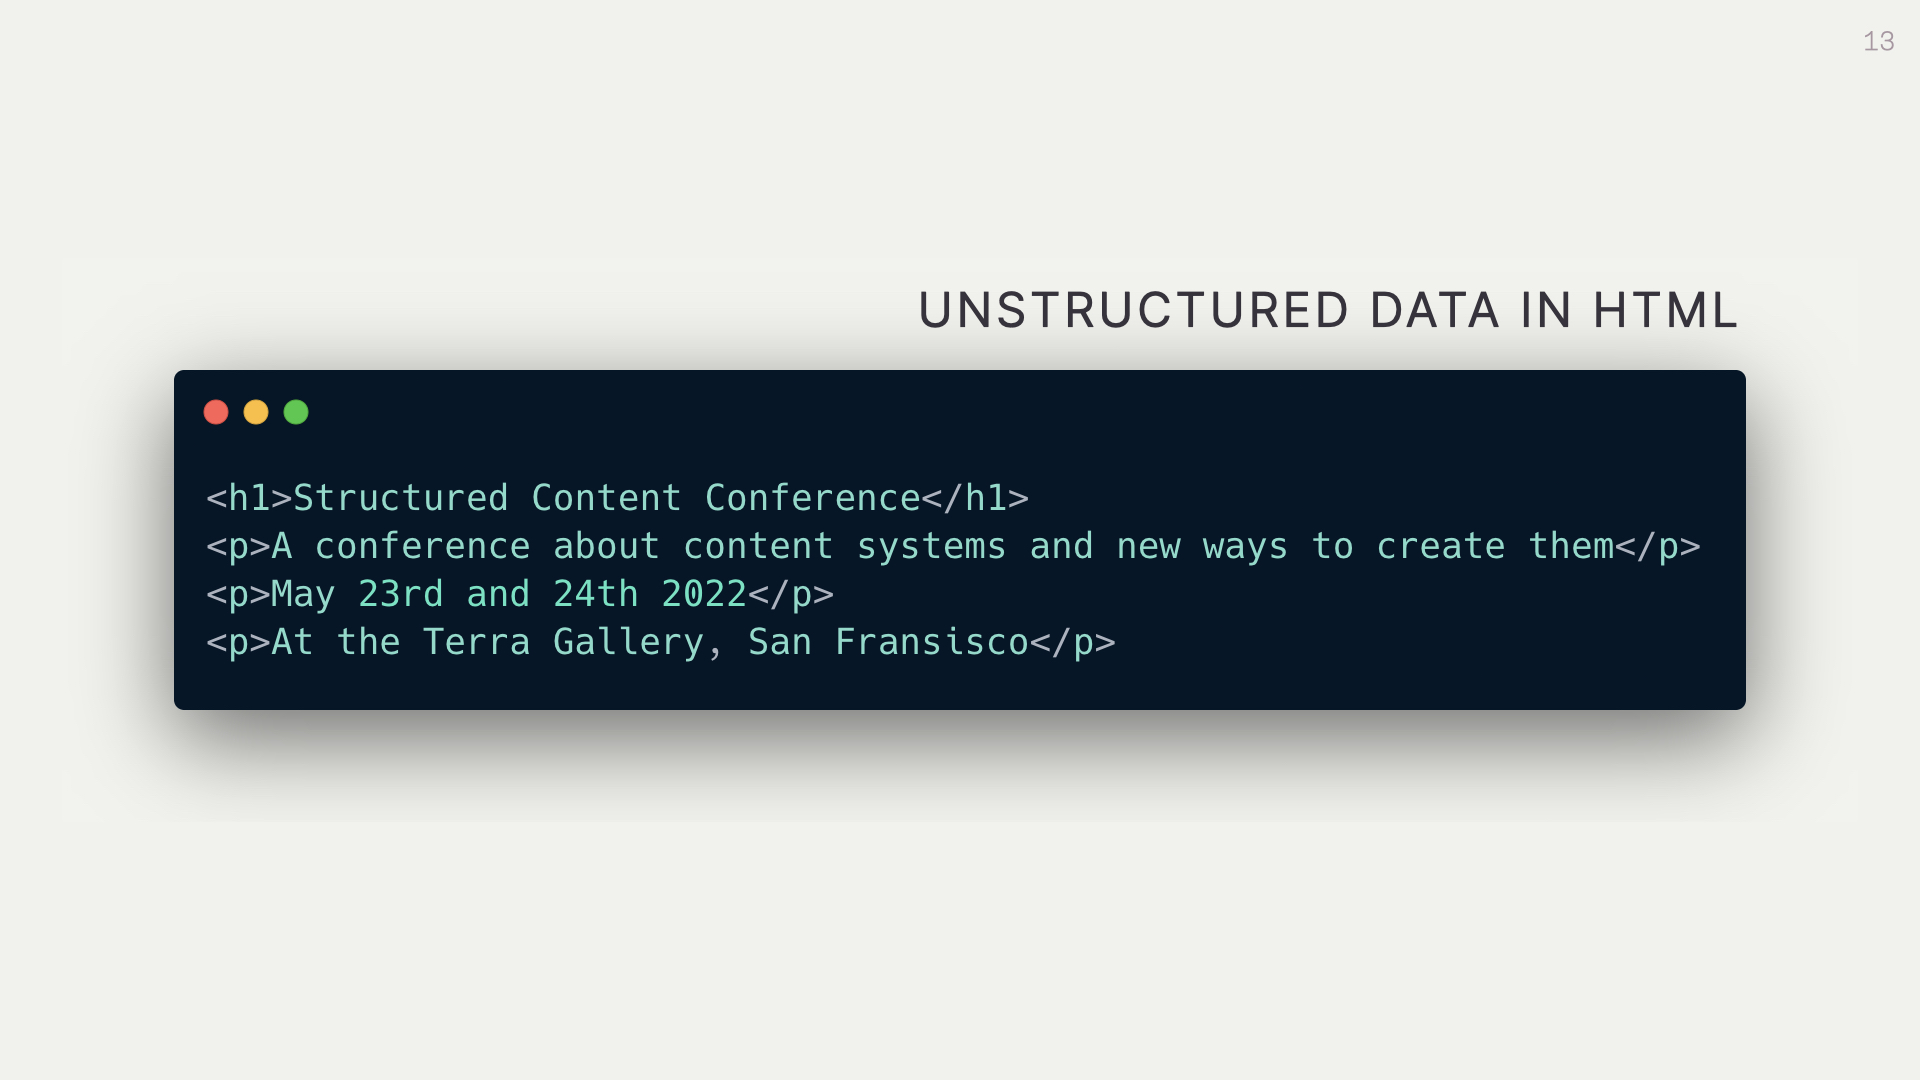 13
UNSTRUCTURED DATA IN HTML
<h1>Structured Content Conference</h1>
<p>A conference about content systems and new ways to create them</p>
<p>May 23rd and 24th 2022</p>
<p>At the Terra Gallery, San Fransisco</p>